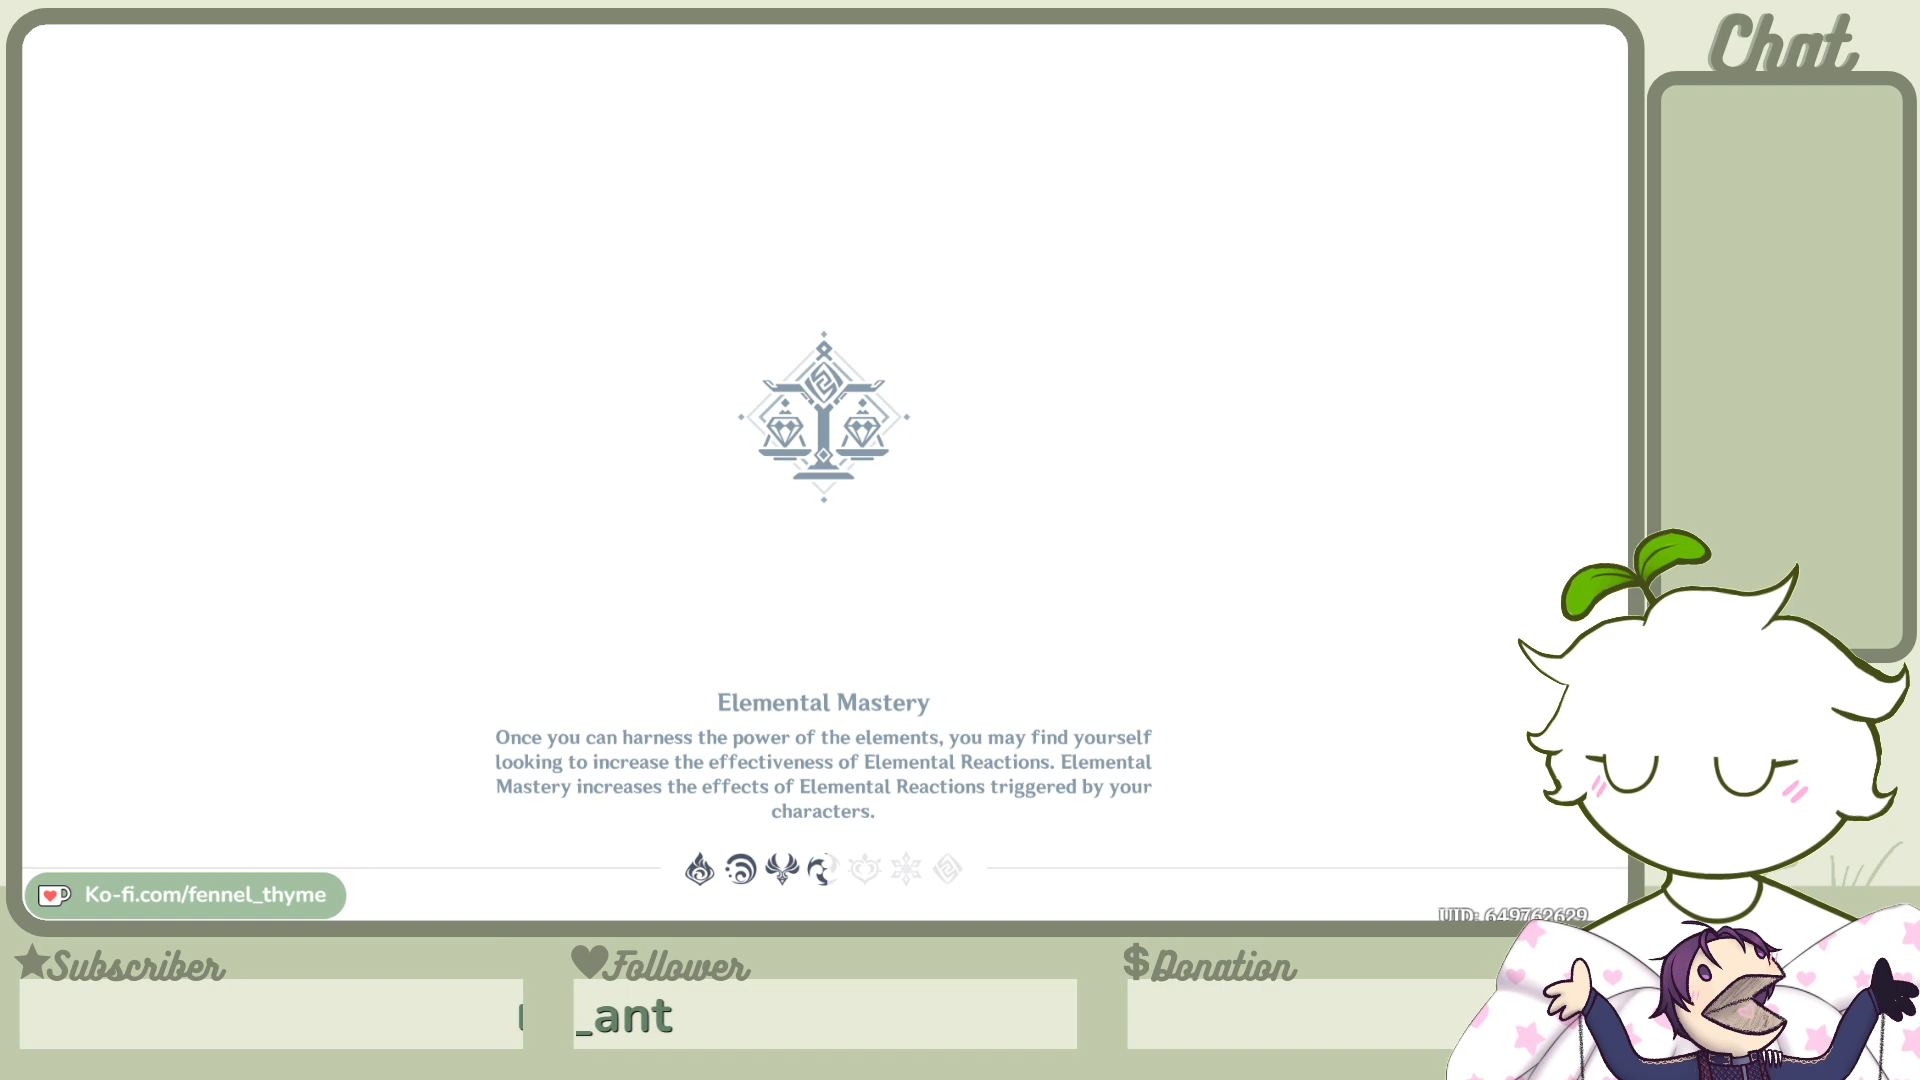 Chat
Elemental Mastery
Once you can harness the power of the elements, you may find yourself
looking to increase the effectiveness of Elemental Reactions. Elemental
Mastery increases the effects of Elemental Reactions triggered by your
characters.
Ko-fi.com/fennel_thyme
UID: 649762629
Subscriber
Follower
$Donation
_ant